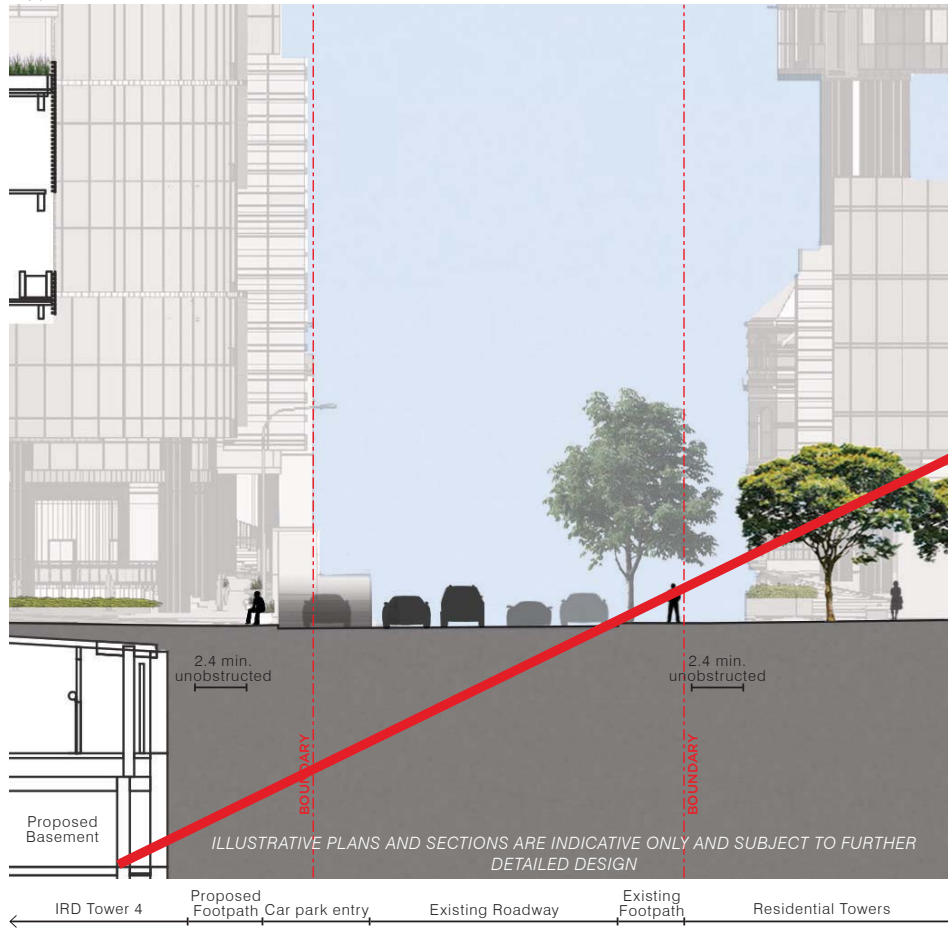 2.4 min.
unobstructed
2.4 min.
unobstructed
BOUNDARY
BOUNDARY
Proposed
Basement
ILLUSTRATIVE PLANS AND SECTIONS ARE INDICATIVE ONLY AND SUBJECT TO FURTHER
DETAILED DESIGN
IRD Tower 4
Proposed
Footpath
Car park entry
Existing Roadway
Existing
Footpath
Residential Towers